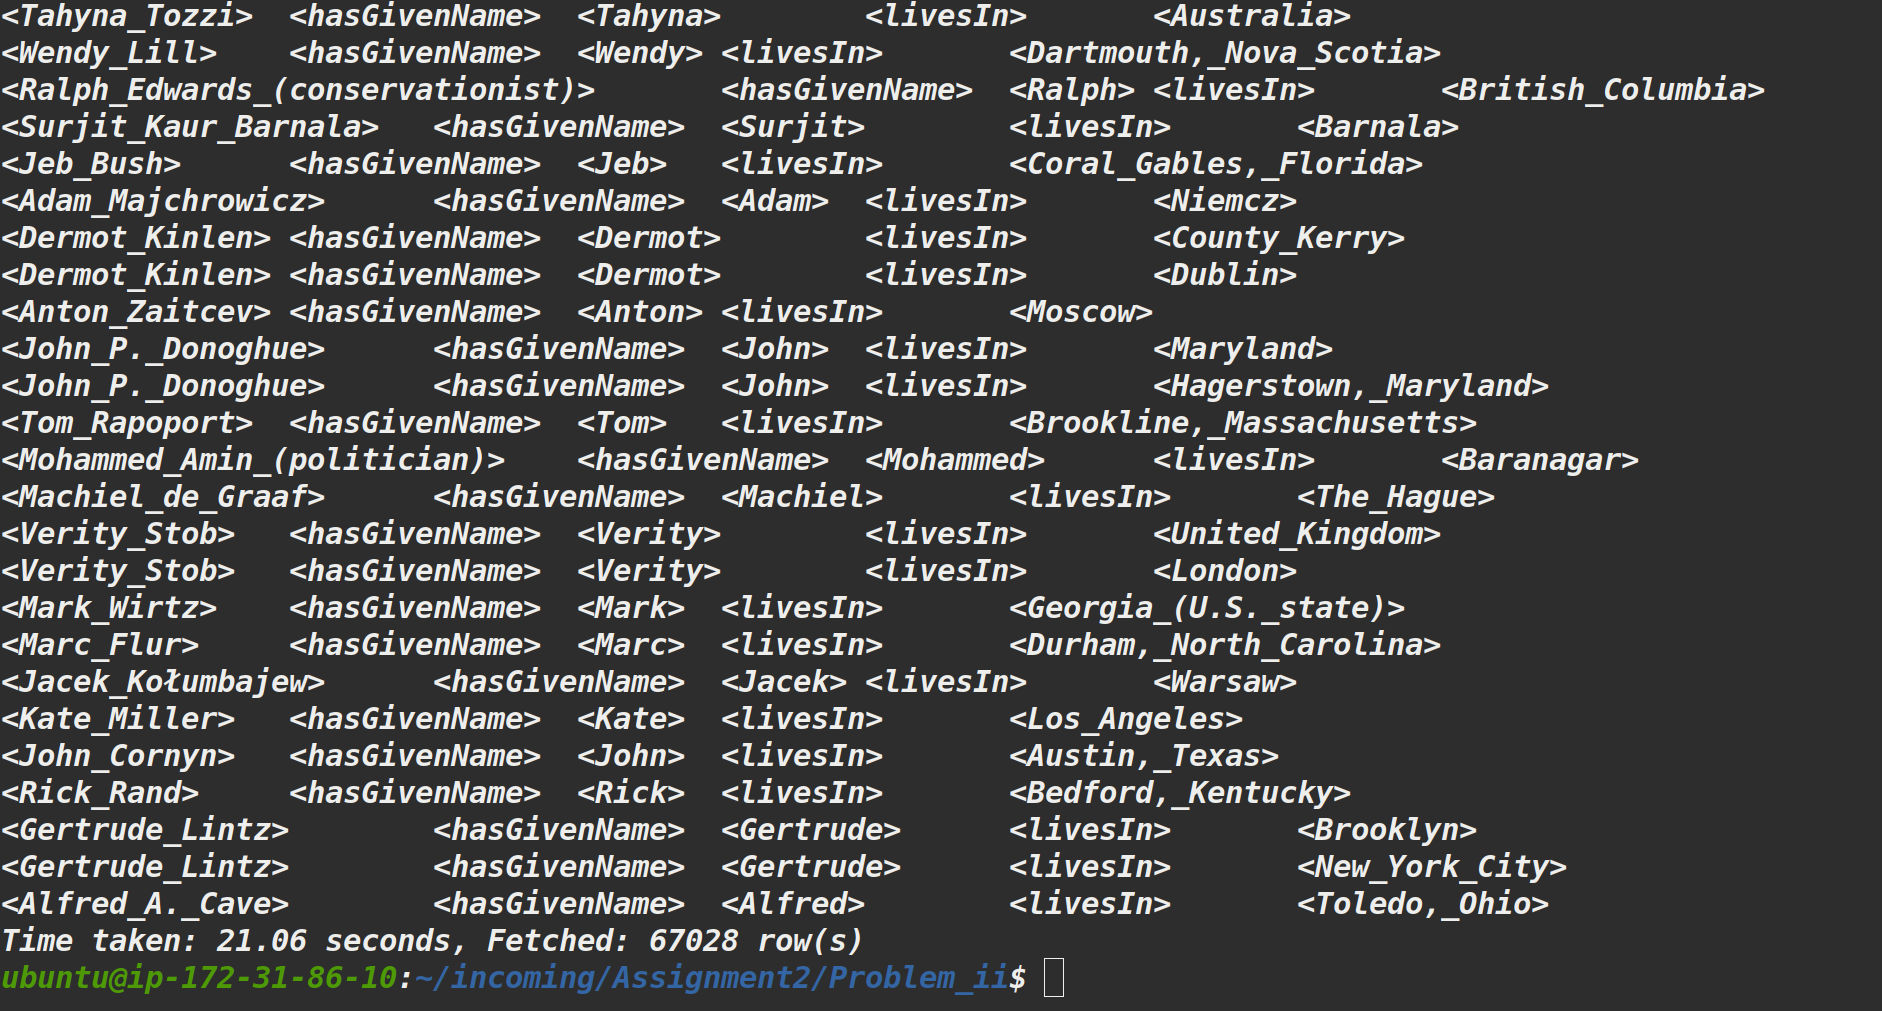 <Tahyna_Tozzi> <hasGivenName> <Tahyna> <livesIn> <Australia>
<Wendy_Lill> <hasGivenName> <Wendy> <livesIn> <Dartmouth,_Nova_Scotia>
<Ralph_Edwards_(conservationist)> <hasGivenName> <Ralph> <livesIn> <British_Columbia>
<Surjit_Kaur_Barnala> <hasGivenName> <Surjit> <livesIn> <Barnala>
<Jeb_Bush> <hasGivenName> <Jeb> <livesIn> <Coral_Gables,_Florida>
<Adam_Majchrowicz> <hasGivenName> <Adam> <livesIn> <Niemcz>
<Dermot_Kinlen> <hasGivenName> <Dermot> <livesIn> <County_Kerry>
<Dermot_Kinlen> <hasGivenName> <Dermot> <livesIn> <Dublin>
<Anton_Zaitcev> <hasGivenName> <Anton> <livesIn> <Moscow>
<John_P._Donoghue> <hasGivenName> <John> <livesIn> <Maryland>
<John_P._Donoghue> <hasGivenName> <John> <livesIn> <Hagerstown,_Maryland>
<Tom_Rapoport> <hasGivenName> <Tom> <livesIn> <Brookline,_Massachusetts>
<Mohammed_Amin_(politician)> <hasGivenName> <Mohammed> <livesIn> <Baranagar>
<Machiel_de_Graaf> <hasGivenName> <Machiel> <livesIn> <The_Hague>
<Verity_Stob> <hasGivenName> <Verity> <livesIn> <United_Kingdom>
<Verity_Stob> <hasGivenName> <Verity> <livesIn> <London>
<Mark_Wirtz> <hasGivenName> <Mark> <livesIn> <Georgia_(U.S._state)>
<Marc_Flur> <hasGivenName> <Marc> <livesIn> <Durham,_North_Carolina>
<Jacek_Kołumbajew> <hasGivenName> <Jacek> <livesIn> <Warsaw>
<Kate_Miller> <hasGivenName> <Kate> <livesIn> <Los_Angeles>
<John_Cornyn> <hasGivenName> <John> <livesIn> <Austin,_Texas>
<Rick_Rand> <hasGivenName> <Rick> <livesIn> <Bedford,_Kentucky>
<Gertrude_Lintz> <hasGivenName> <Gertrude> <livesIn> <Brooklyn>
<Gertrude_Lintz> <hasGivenName> <Gertrude> <livesIn> <New_York_City>
<Alfred_A._Cave> <hasGivenName> <Alfred> <livesIn> <Toledo,_Ohio>
Time taken: 21.06 seconds, Fetched: 67028 row(s)
ubuntu@ip-172-31-86-10:~/incoming/Assignment2/Problem_ii$